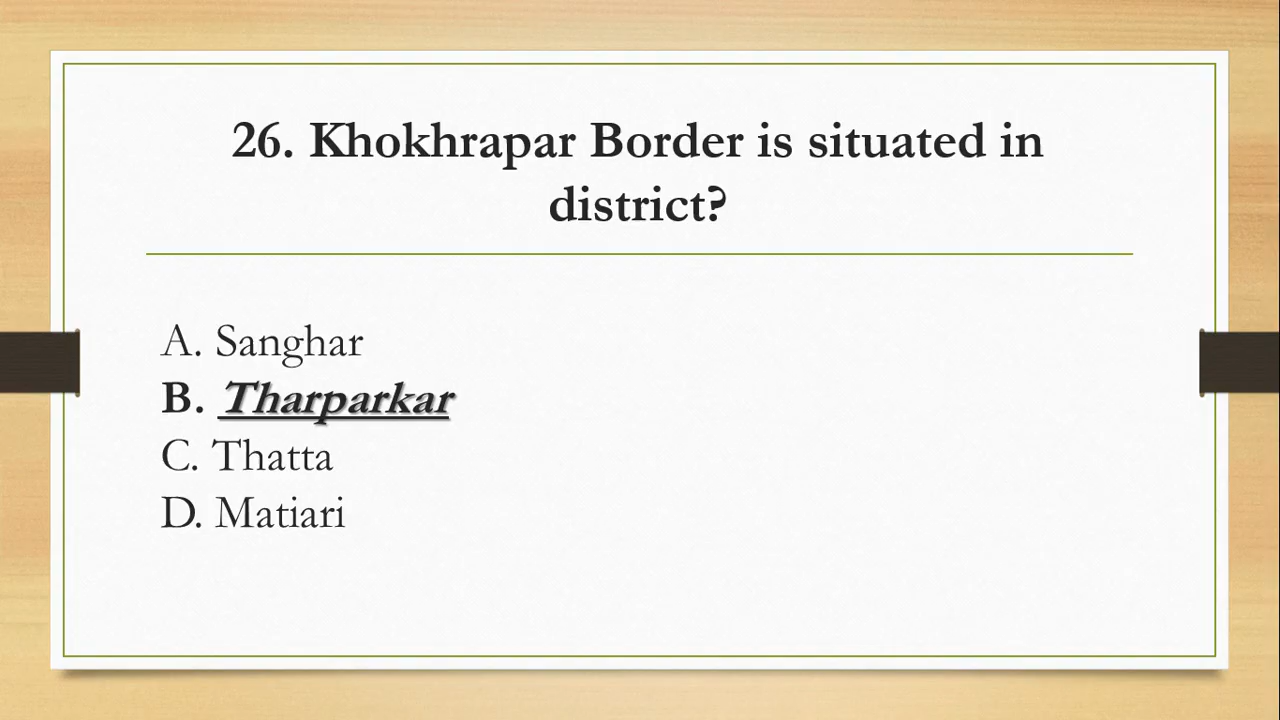 26. Khokhrapar Border is situated in
district?
A. Sanghar
B. Tharparkar
C. Thatta
D. Matiari